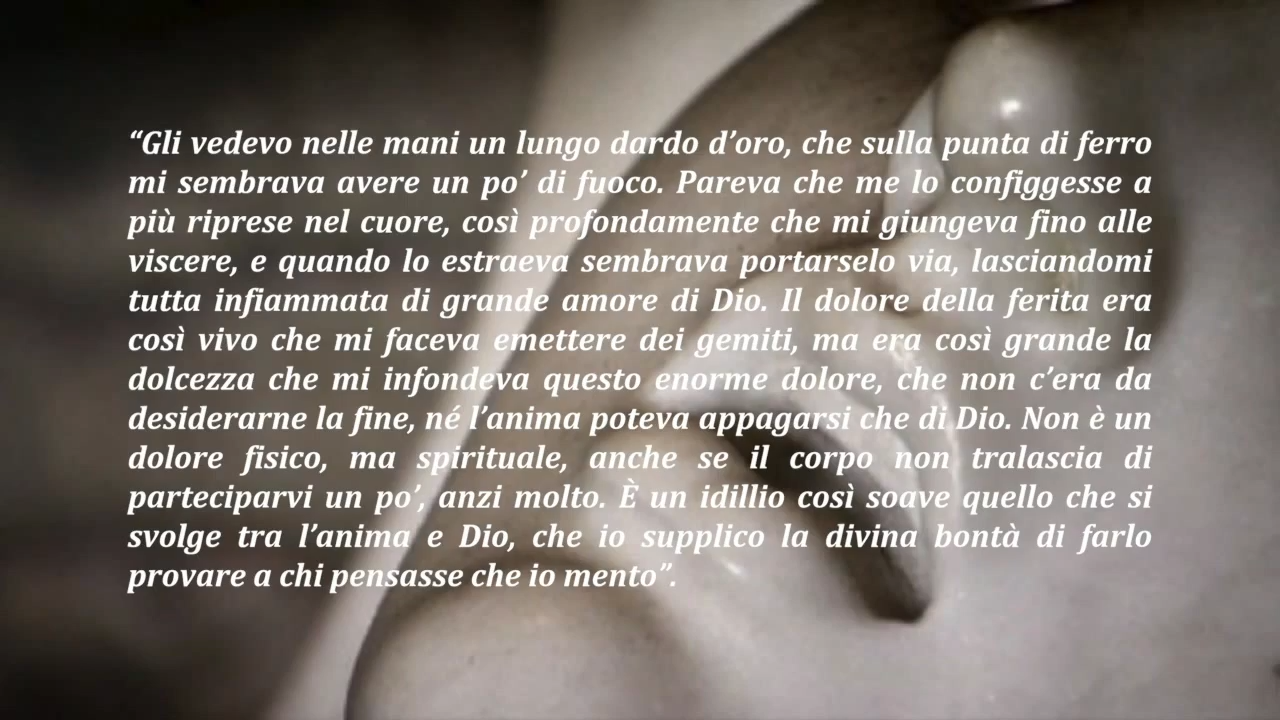 “Gli vedevo nelle mani un lungo dardo d’oro, che sulla punta di ferro
mi sembrava avere un po’ di fuoco. Pareva che me lo configgesse a
più riprese nel cuore, così profondamente che mi giungeva fino alle
viscere, e quando lo estraeva sembrava portarselo via, lasciandomi
tutta infiammata di grande amore di Dio. Il dolore della ferita era
così vivo che mi faceva emettere dei gemiti, ma era così grande la
dolcezza che mi infondeva questo enorme dolore, che non c’era da
desiderarne la fine, né l’anima poteva appagarsi che di Dio. Non è un
dolore fisico, ma spirituale, anche se il corpo non tralascia di
parteciparvi un po’, anzi molto. È un idillio così soave quello che si
svolge tra l’anima e Dio, che io supplico la divina bontà di farlo
provare a chi pensasse che io mento”.